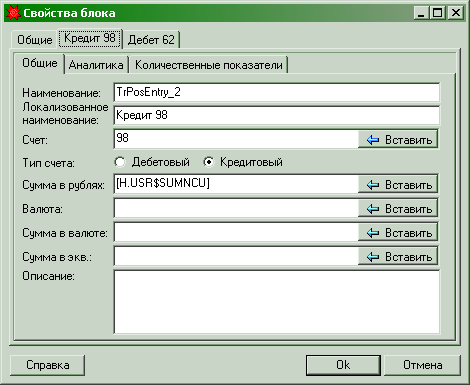 Свойства блока
Общие Кредит 98 Дебет 62
Общие Аналитика Количественные показатели
Наименование: TrPosEntry_2
Локализованное наименование: Кредит 98
Счет: 98 Вставить
Тип счета: Дебетовый Кредитовый
Сумма в рублях: [H.USR$SUMNCU] Вставить
Валюта: Вставить
Сумма в валюте: Вставить
Сумма в экв.: Вставить
Описание:
Справка Ok Отмена